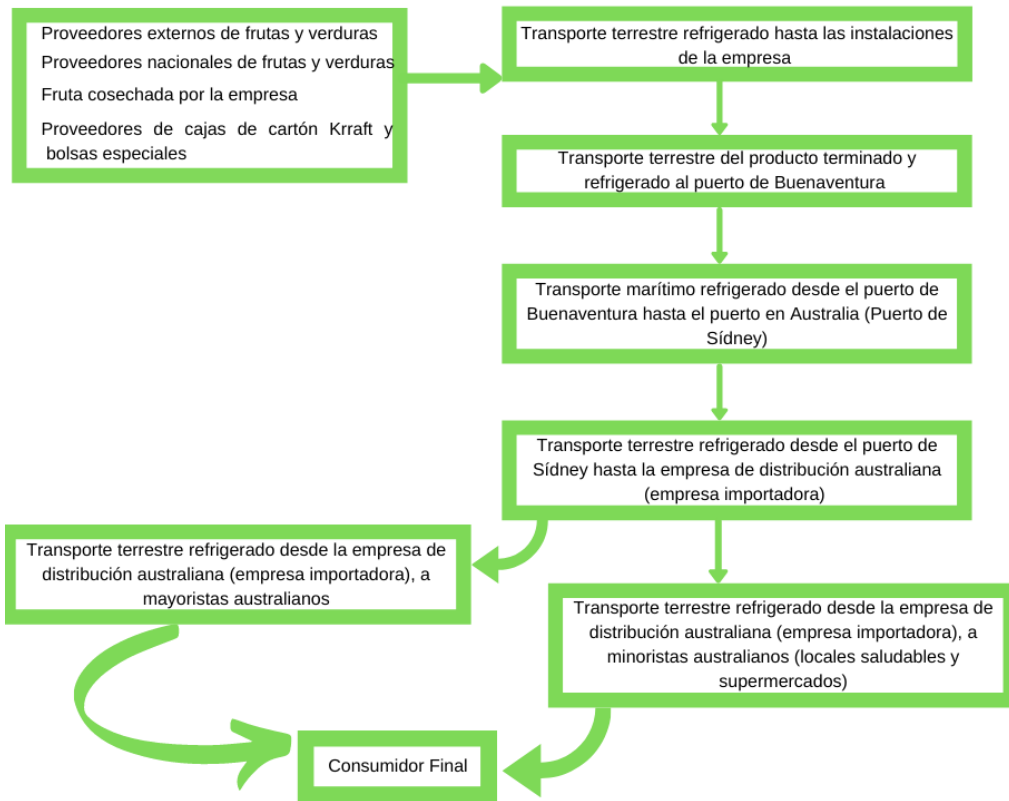 Proveedores externos de frutas y verduras
Proveedores nacionales de frutas y verduras
Fruta cosechada por la empresa
Proveedores de cajas de cartón Krraft y
bolsas especiales
Transporte terrestre refrigerado hasta las instalaciones
de la empresa
Transporte terrestre del producto terminado y
refrigerado al puerto de Buenaventura
Transporte marítimo refrigerado desde el puerto de
Buenaventura hasta el puerto en Australia (Puerto de
Sídney)
Transporte terrestre refrigerado desde el puerto de
Sídney hasta la empresa de distribución australiana
(empresa importadora)
Transporte terrestre refrigerado desde la empresa de
distribución australiana (empresa importadora), a
mayoristas australianos
Transporte terrestre refrigerado desde la empresa de
distribución australiana (empresa importadora), a
minoristas australianos (locales saludables y
supermercados)
Consumidor Final